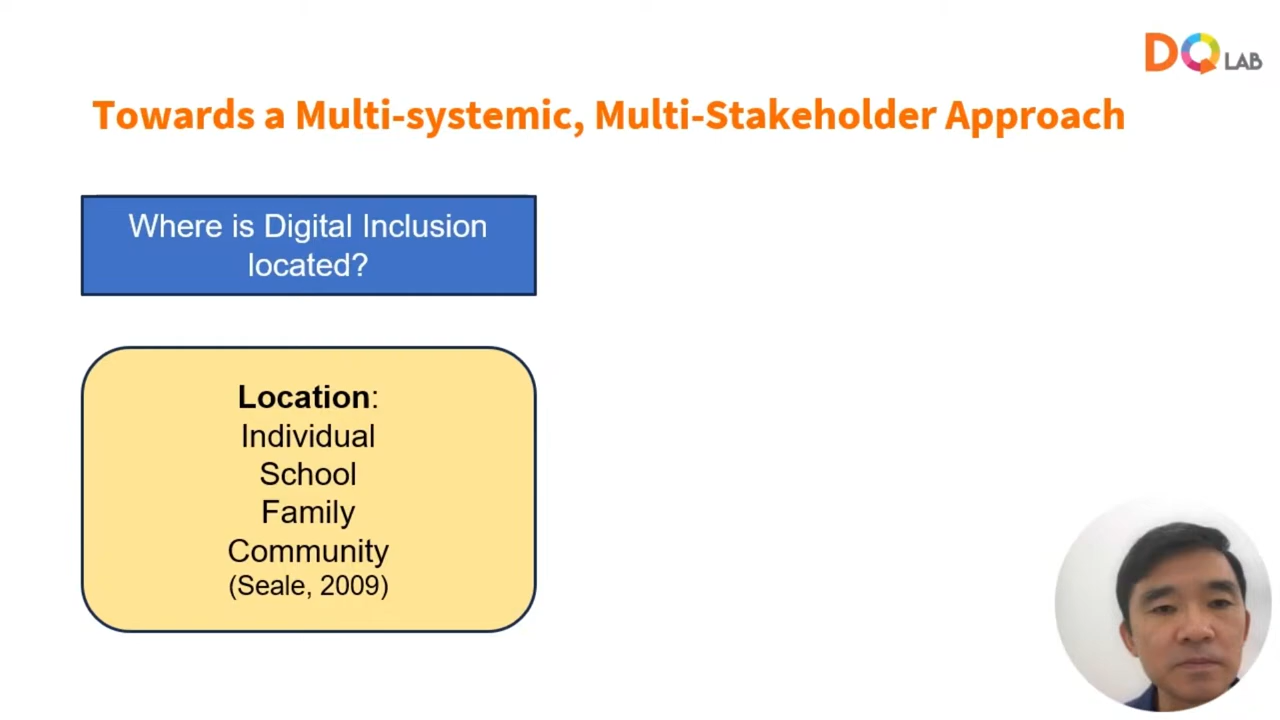 DQ LAB
Towards a Multi-systemic, Multi-Stakeholder Approach
Where is Digital Inclusion
located?
Location:
Individual
School
Family
Community
(Seale, 2009)